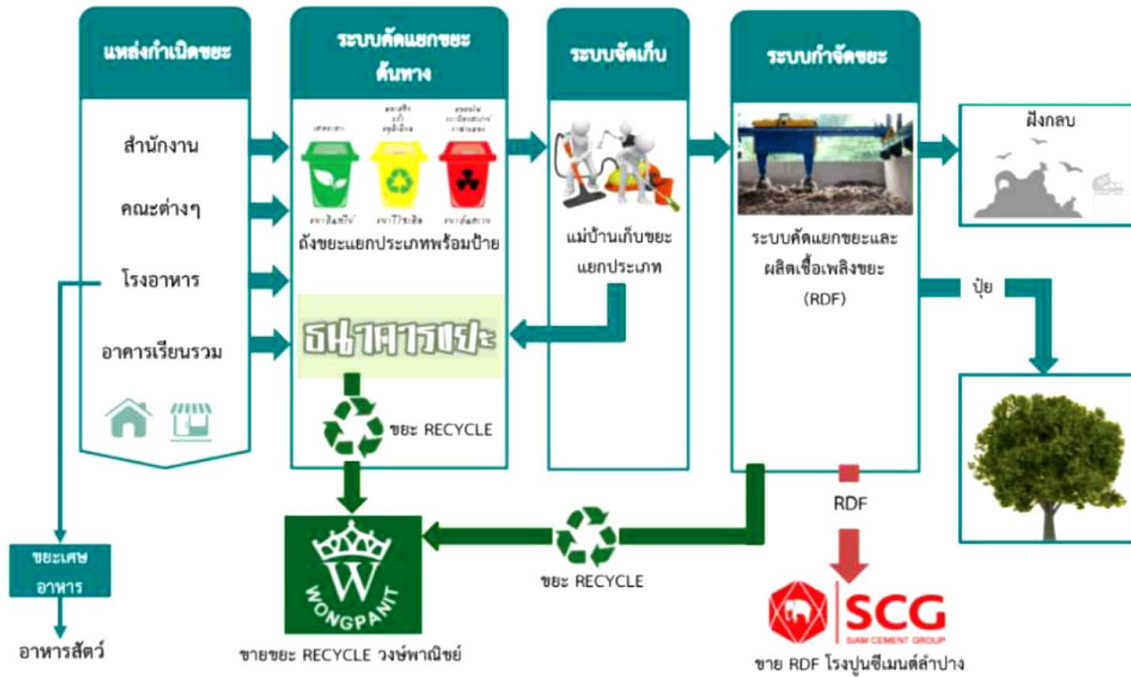 แหล่งกำเนิดขยะ
สำนักงาน
คณะต่างๆ
โรงอาหาร
อาคารเรียนรวม
ขยะเศษ
อาหาร
อาหารสัตว์
ระบบคัดแยกขยะ
ต้นทาง
ถังขยะแยกประเภทพร้อมป้าย
ธนาคารขยะ
ขยะ RECYCLE
W
WONGPANIT
ขายขยะ RECYCLE วงษ์พาณิชย์
ระบบจัดเก็บ
แม่บ้านเก็บขยะ
แยกประเภท
ขยะ RECYCLE
ระบบกำจัดขยะ
ระบบคัดแยกขยะและ
ผลิตเชื้อเพลิงขยะ
(RDF)
RDF
SCG
SIAM CEMENT GROUP
ขาย RDF โรงปูนซีเมนต์ลำปาง
ฝังกลบ
ปุ๋ย